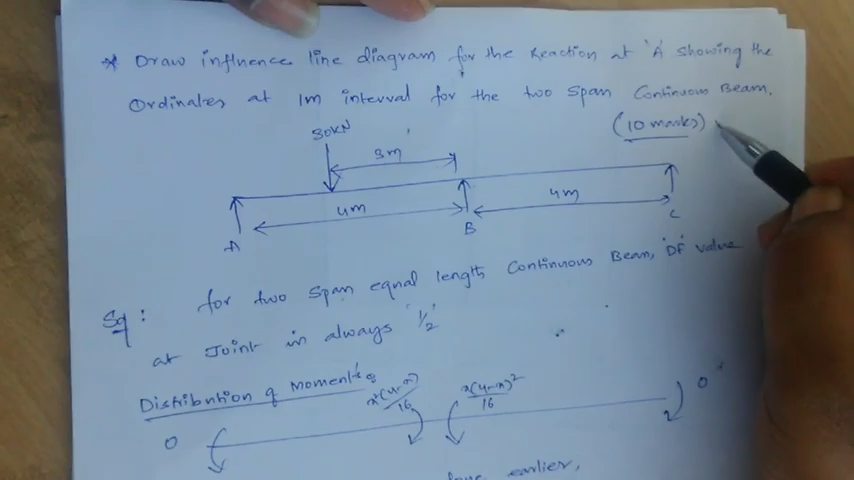 * Draw influence line diagram for the Reaction at 'A' showing the
Ordinates at 1m interval for the two span Continuous Beam.
(10 marks)
30KN
3m
4m
4m
A
B
C
Sol: for two span equal length Continuous Beam, 'DF' value
at Joint is always '1/2'
Distribution of Moments:
0
x²(4-x)/16
x(4-x)²/16
0
done earlier,